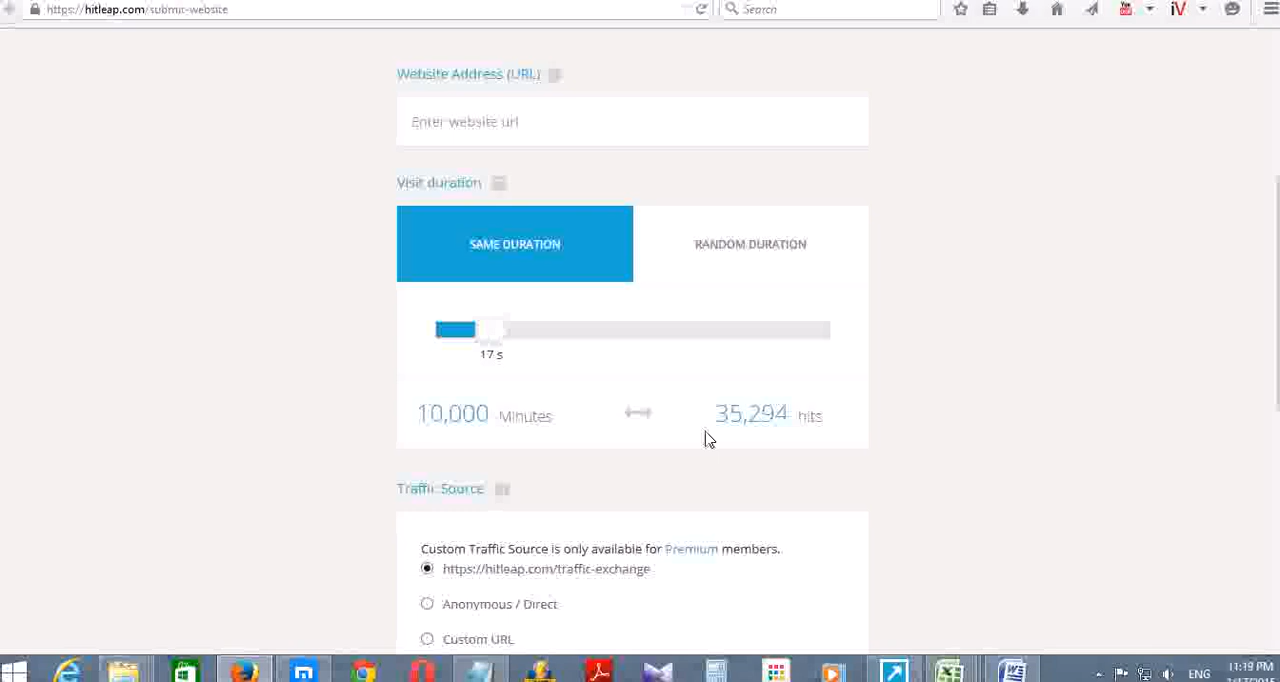 https://hitleap.com/submit-website
Search
Website Address (URL)
Enter website url
Visit duration
SAME DURATION
RANDOM DURATION
17 s
10,000 Minutes
35,294 hits
Traffic Source
Custom Traffic Source is only available for Premium members.
https://hitleap.com/traffic-exchange
Anonymous / Direct
Custom URL
ENG
11:19 PM